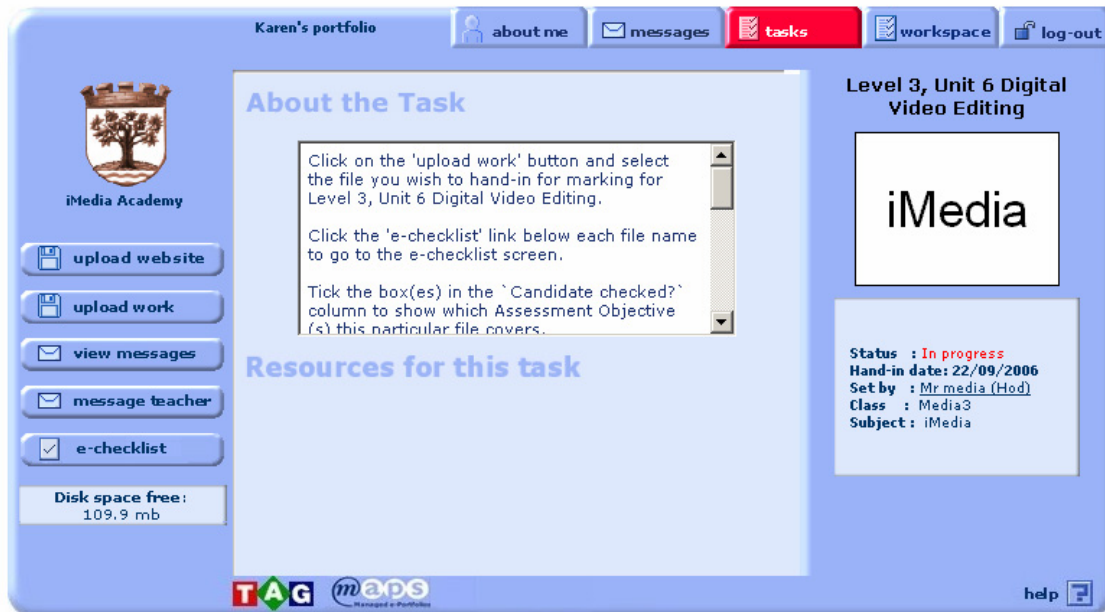 Karen's portfolio
about me
messages
tasks
workspace
log-out
iMedia Academy
upload website
upload work
view messages
message teacher
e-checklist
Disk space free:
109.9 mb
About the Task
Click on the 'upload work' button and select
the file you wish to hand-in for marking for
Level 3, Unit 6 Digital Video Editing.
Click the 'e-checklist' link below each file name
to go to the e-checklist screen.
Tick the box(es) in the `Candidate checked?`
column to show which Assessment Objective
(s) this particular file covers.
Resources for this task
Level 3, Unit 6 Digital
Video Editing
iMedia
Status : In progress
Hand-in date: 22/09/2006
Set by : Mr media (Hod)
Class : Media3
Subject : iMedia
TAG
maps
Managed e-Portfolios
help